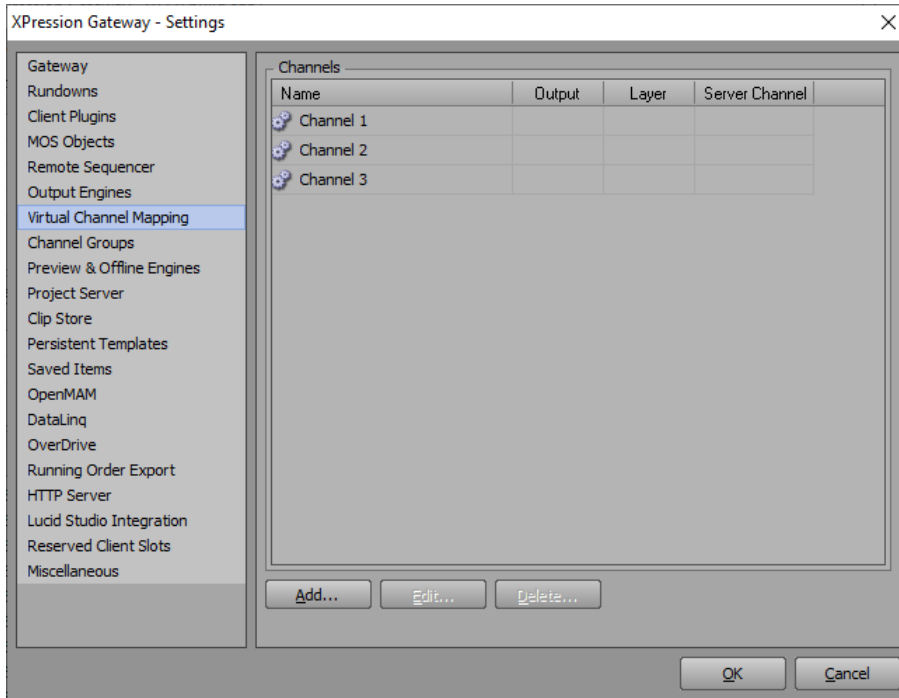 XPression Gateway - Settings
Gateway
Rundowns
Client Plugins
MOS Objects
Remote Sequencer
Output Engines
Virtual Channel Mapping
Channel Groups
Preview & Offline Engines
Project Server
Clip Store
Persistent Templates
Saved Items
OpenMAM
DataLinq
OverDrive
Running Order Export
HTTP Server
Lucid Studio Integration
Reserved Client Slots
Miscellaneous
Channels
Name Output Layer Server Channel
Channel 1
Channel 2
Channel 3
Add... Edit... Delete...
OK Cancel